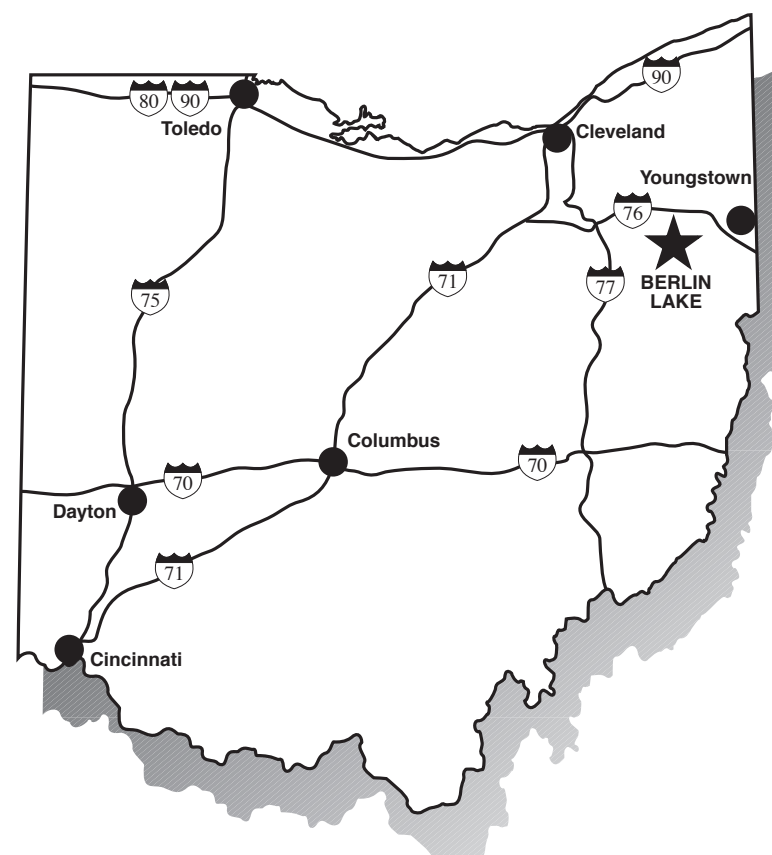 90
80
90
Toledo
Cleveland
Youngstown
76
BERLIN
LAKE
71
77
75
Columbus
70
70
Dayton
71
Cincinnati